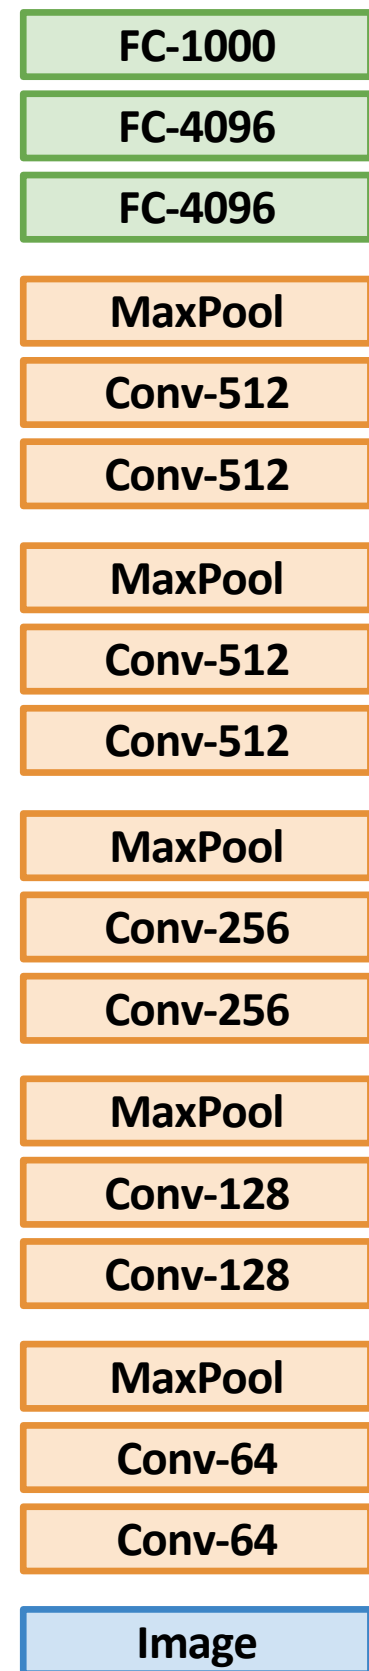 FC-1000
FC-4096
FC-4096
MaxPool
Conv-512
Conv-512
MaxPool
Conv-512
Conv-512
MaxPool
Conv-256
Conv-256
MaxPool
Conv-128
Conv-128
MaxPool
Conv-64
Conv-64
Image